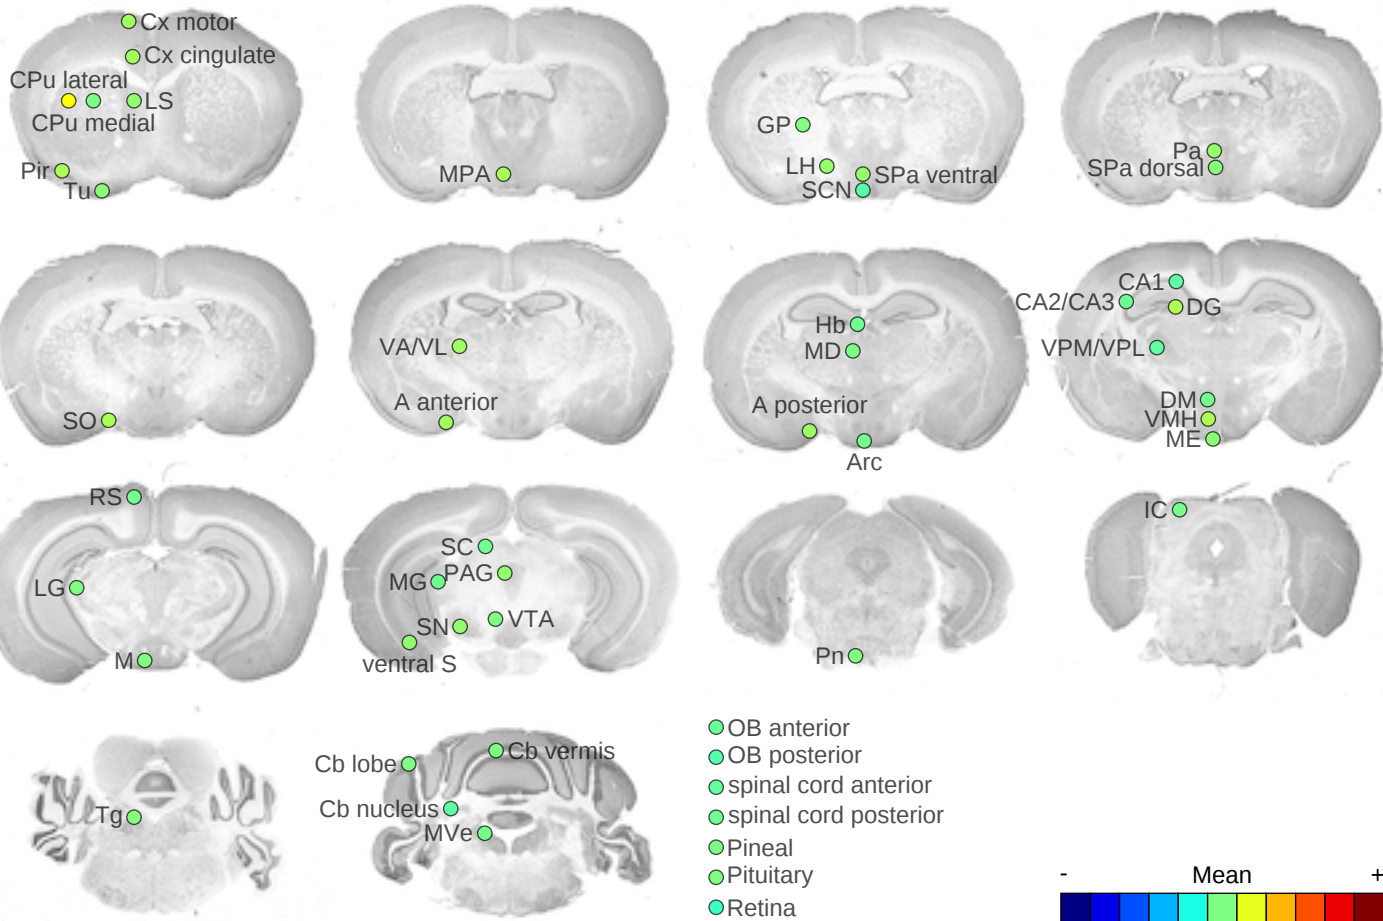 Cx motor
Cx cingulate
CPu lateral
LS
CPu medial
Pir
Tu
MPA
GP
LH
SPa ventral
SCN
Pa
SPa dorsal
SO
VA/VL
A anterior
Hb
MD
A posterior
Arc
CA1
CA2/CA3
DG
VPM/VPL
DM
VMH
ME
RS
LG
M
SC
MG
PAG
SN
VTA
ventral S
Pn
IC
Tg
Cb lobe
Cb vermis
Cb nucleus
MVe
OB anterior
OB posterior
spinal cord anterior
spinal cord posterior
Pineal
Pituitary
Retina
- Mean +